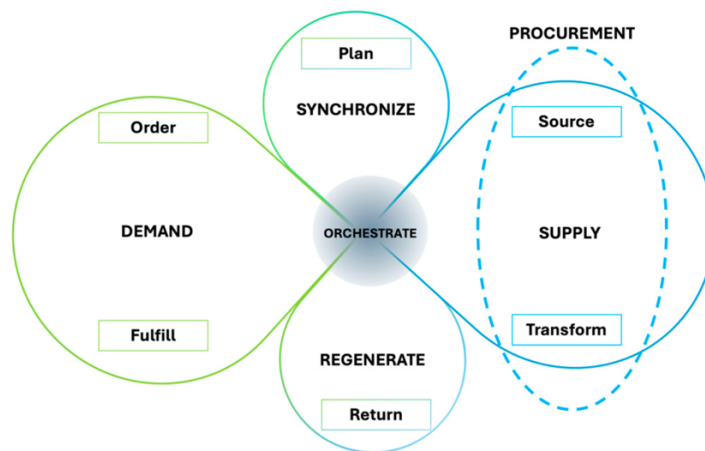 PROCUREMENT
Plan
SYNCHRONIZE
Order
Source
DEMAND
ORCHESTRATE
SUPPLY
Fulfill
Transform
REGENERATE
Return